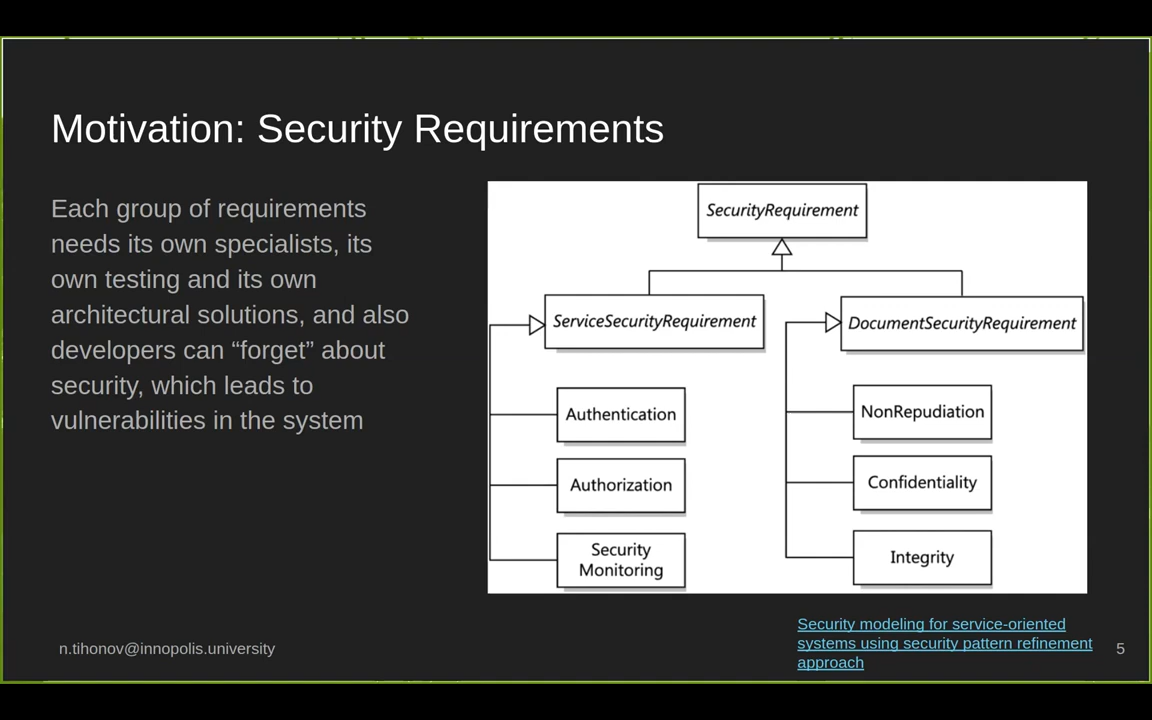 Motivation: Security Requirements
Each group of requirements
needs its own specialists, its
own testing and its own
architectural solutions, and also
developers can “forget” about
security, which leads to
vulnerabilities in the system
SecurityRequirement
ServiceSecurityRequirement
DocumentSecurityRequirement
Authentication
Authorization
Security
Monitoring
NonRepudiation
Confidentiality
Integrity
n.tihonov@innopolis.university
Security modeling for service-oriented
systems using security pattern refinement
approach
5